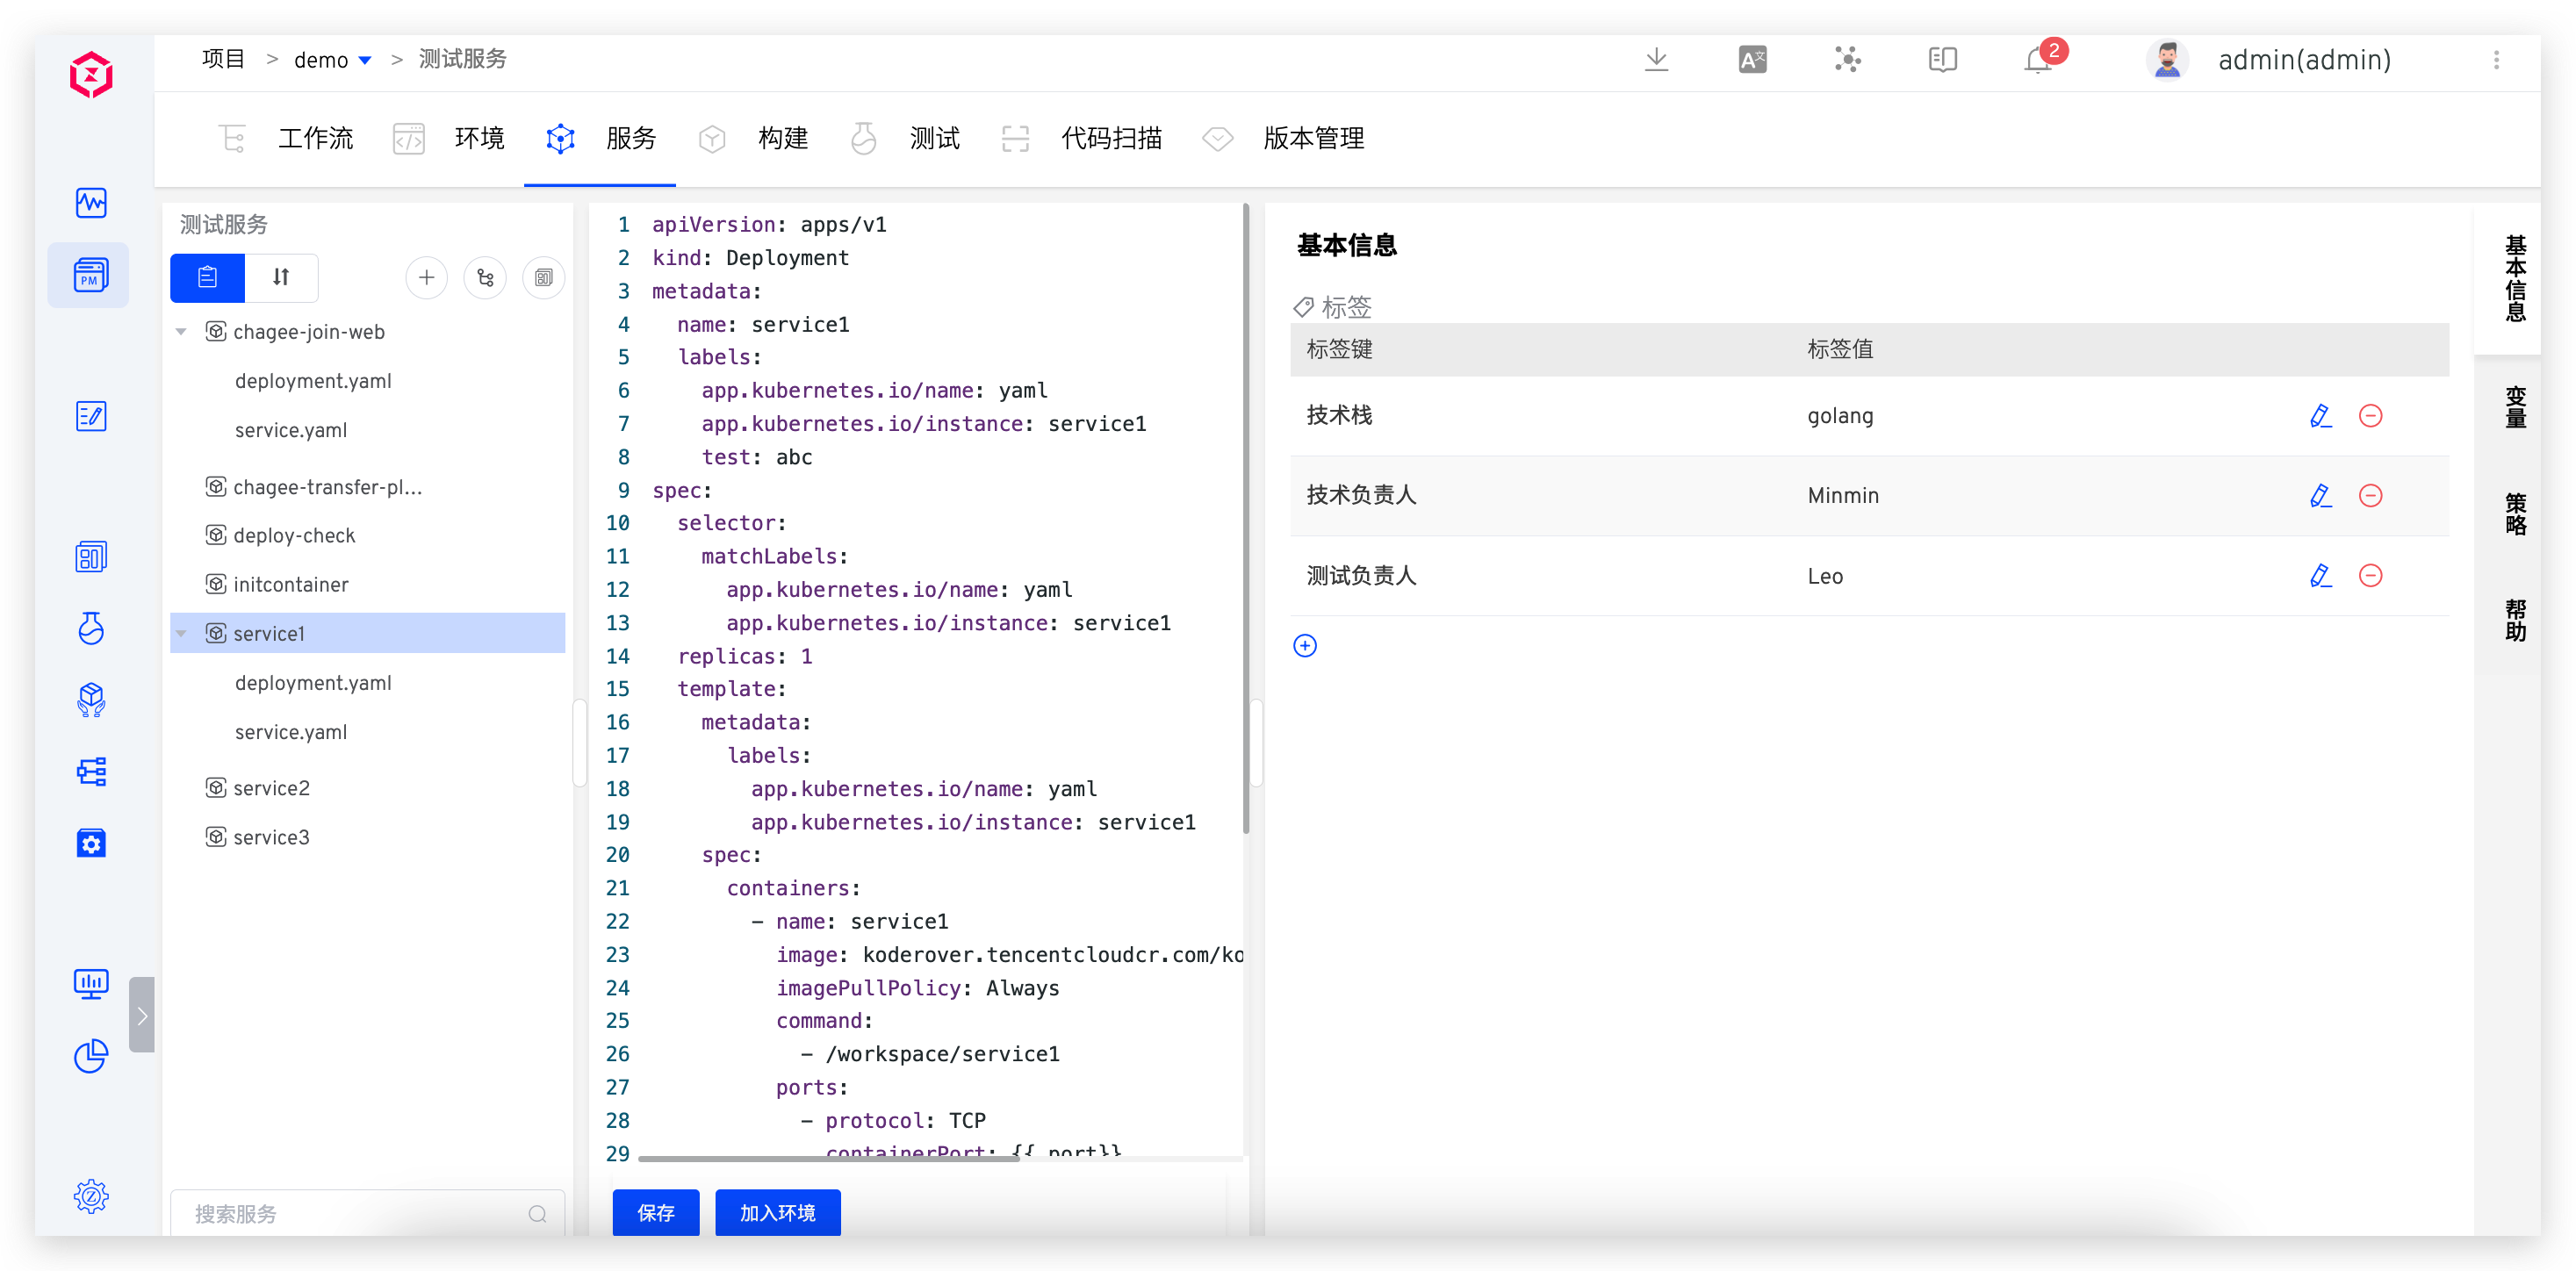 项目 > demo > 测试服务
2
admin(admin)
工作流 环境 服务 构建 测试 代码扫描 版本管理
PM
测试服务
chagee-join-web
deployment.yaml
service.yaml
chagee-transfer-pl...
deploy-check
initcontainer
service1
deployment.yaml
service.yaml
service2
service3
搜索服务
1 apiVersion: apps/v1
2 kind: Deployment
3 metadata:
4   name: service1
5   labels:
6     app.kubernetes.io/name: yaml
7     app.kubernetes.io/instance: service1
8     test: abc
9 spec:
10   selector:
11     matchLabels:
12       app.kubernetes.io/name: yaml
13       app.kubernetes.io/instance: service1
14   replicas: 1
15   template:
16     metadata:
17       labels:
18         app.kubernetes.io/name: yaml
19         app.kubernetes.io/instance: service1
20     spec:
21       containers:
22         - name: service1
23           image: koderover.tencentcloudcr.com/ko
24           imagePullPolicy: Always
25           command:
26             - /workspace/service1
27           ports:
28             - protocol: TCP
29               containerPort: {{ port}}
保存 加入环境
基本信息
标签
标签键 标签值
技术栈 golang
技术负责人 Minmin
测试负责人 Leo
基本信息
变量
策略
帮助